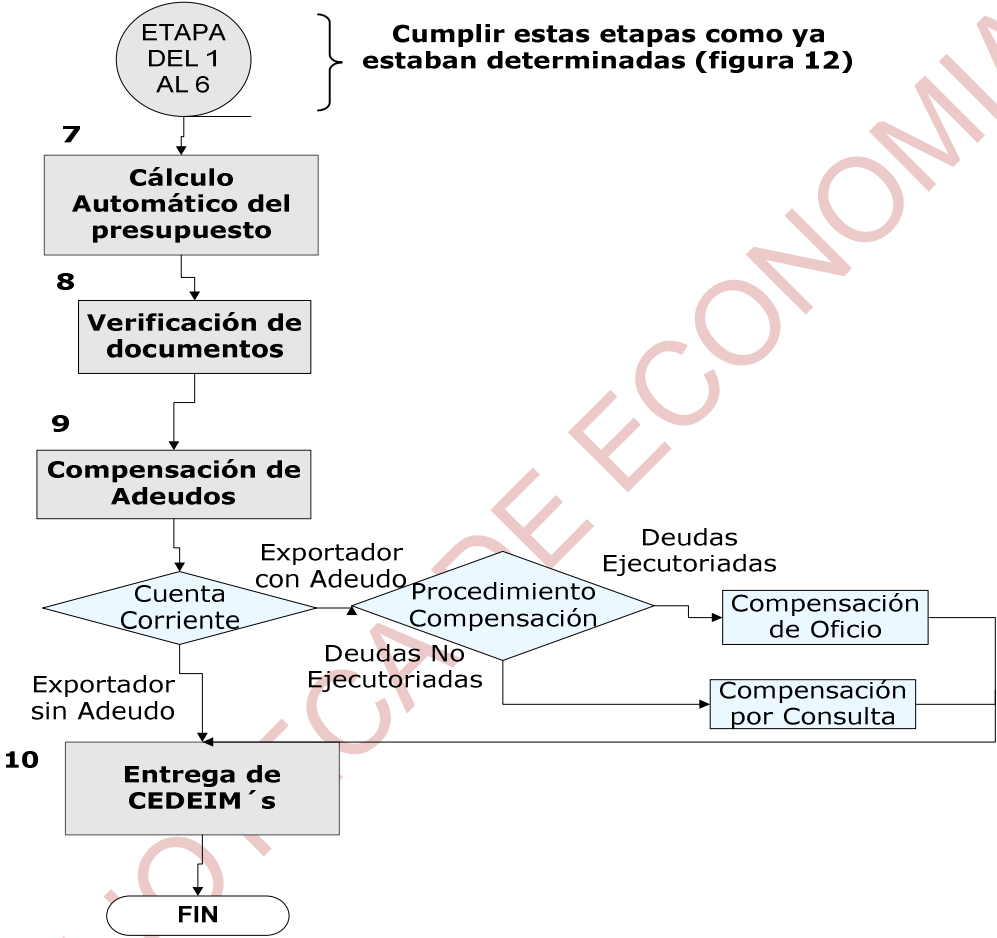 ETAPA
DEL 1
AL 6
Cumplir estas etapas como ya
estaban determinadas (figura 12)
7
Cálculo
Automático del
presupuesto
8
Verificación de
documentos
9
Compensación de
Adeudos
Cuenta
Corriente
Exportador
con Adeudo
Procedimiento
Compensación
Deudas
Ejecutoriadas
Compensación
de Oficio
Deudas No
Ejecutoriadas
Compensación
por Consulta
Exportador
sin Adeudo
10
Entrega de
CEDEIM´s
FIN
DE ECONOMIA